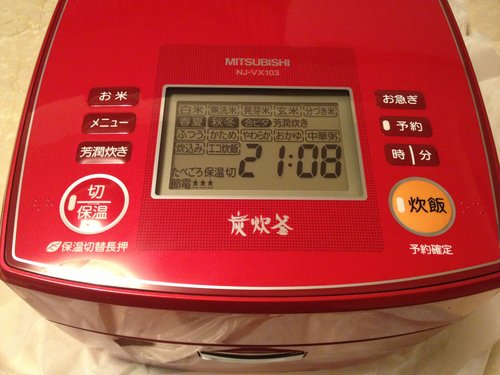 MITSUBISHI
NJ-VX103
お米
メニュー
芳潤炊き
切
保温
保温切替長押
白米 無洗米 発芽米 玄米 分づき米
春夏 秋冬 芳潤炊き
ふつう かため やわらか おかゆ 中華粥
炊込み エコ炊飯
21:08
たべごろ保温 切
節電★★★
炭炊釜
お急ぎ
予約
時 分
炊飯
予約確定